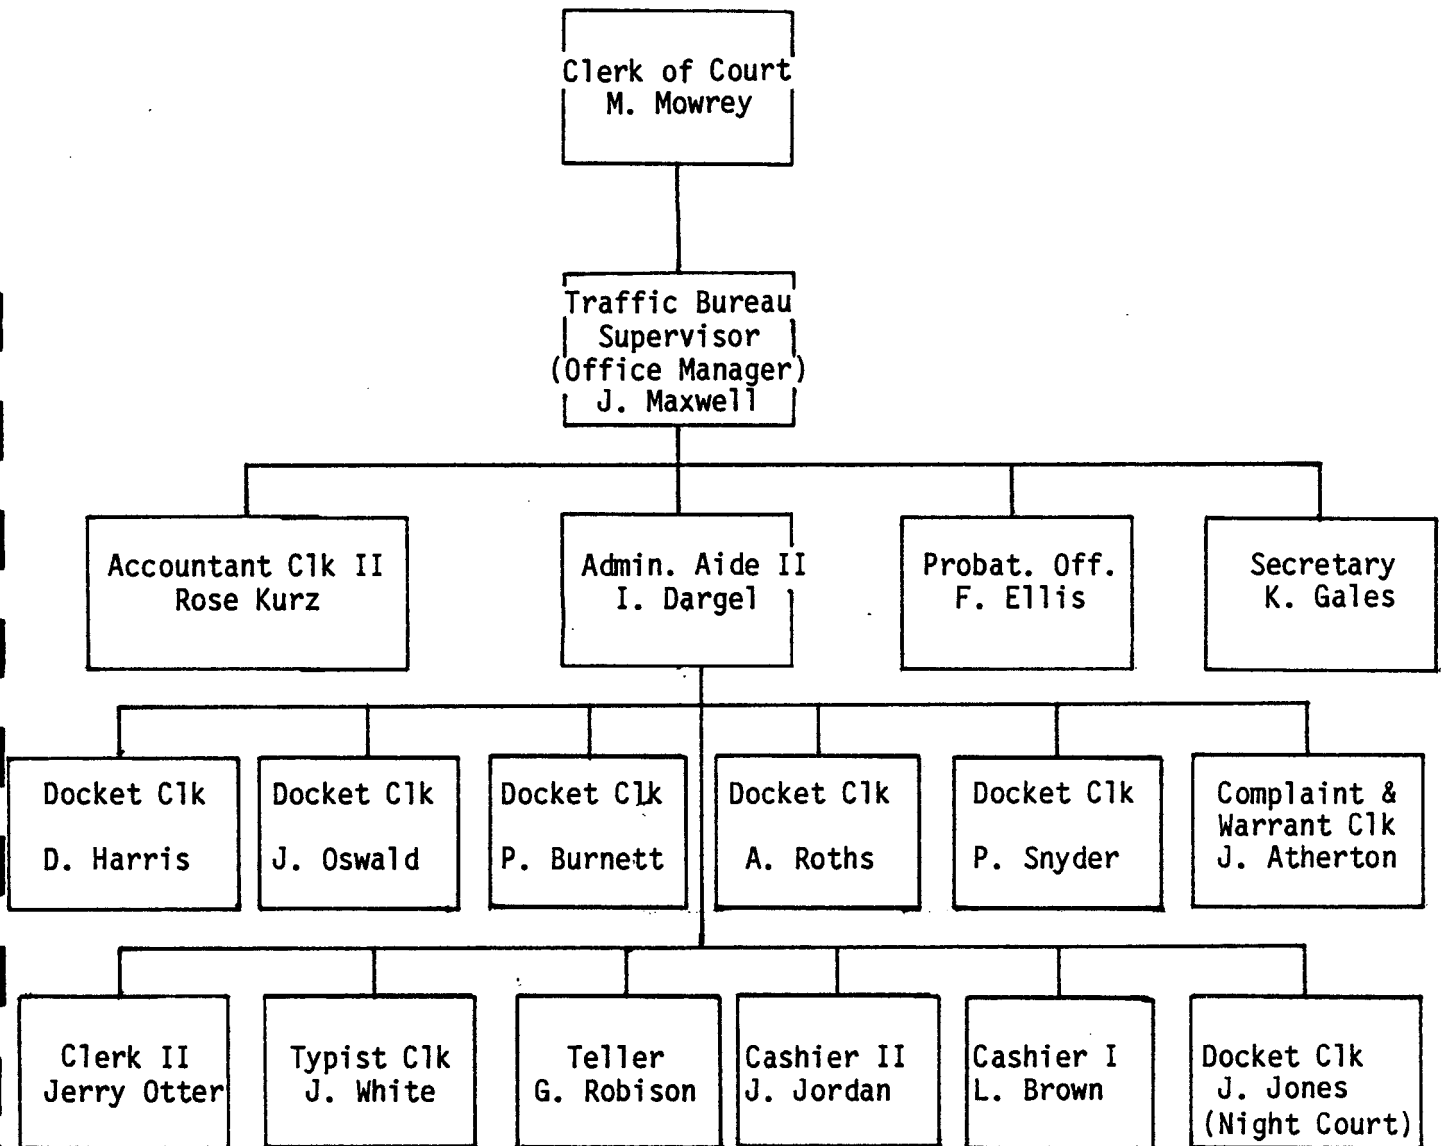 Clerk of Court
M. Mowrey
Traffic Bureau
Supervisor
(Office Manager)
J. Maxwell
Accountant Clk II
Rose Kurz
Admin. Aide II
I. Dargel
Probat. Off.
F. Ellis
Secretary
K. Gales
Docket Clk
D. Harris
Docket Clk
J. Oswald
Docket Clk
P. Burnett
Docket Clk
A. Roths
Docket Clk
P. Snyder
Complaint &
Warrant Clk
J. Atherton
Clerk II
Jerry Otter
Typist Clk
J. White
Teller
G. Robison
Cashier II
J. Jordan
Cashier I
L. Brown
Docket Clk
J. Jones
(Night Court)